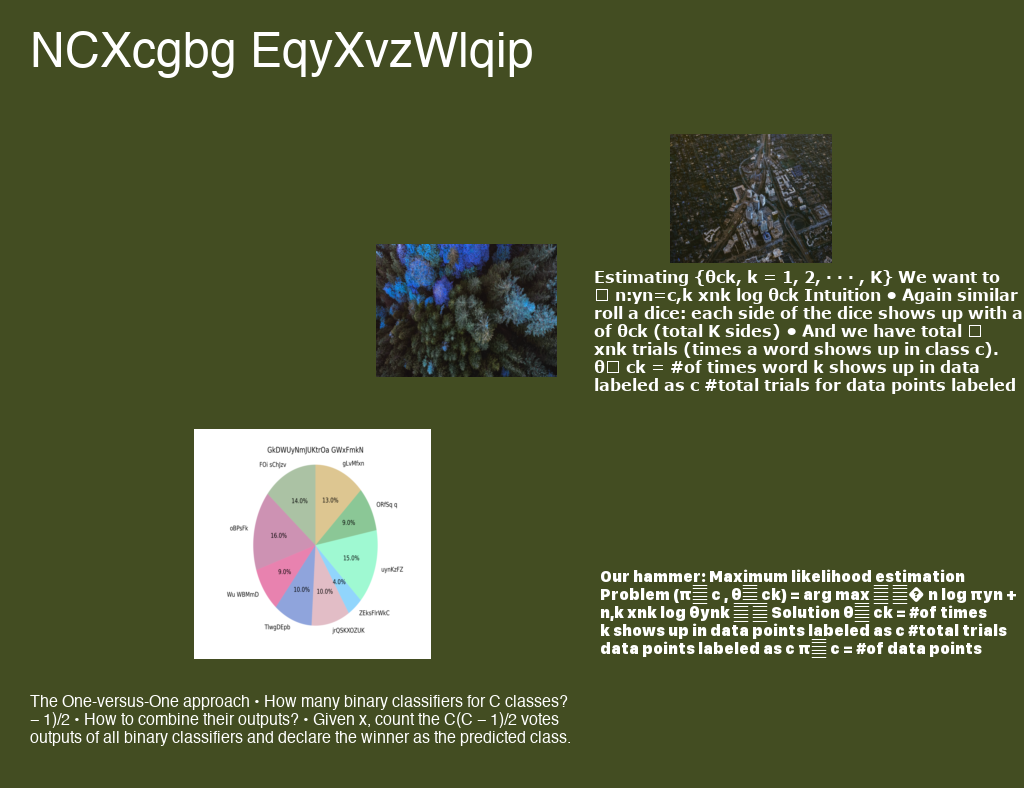 NCXcgbg EqyXvzWlqip
Estimating {θck, k = 1, 2, · · · , K} We want to
□ n:yn=c,k xnk log θck Intuition • Again similar
roll a dice: each side of the dice shows up with a
of θck (total K sides) • And we have total □
xnk trials (times a word shows up in class c).
θ□ ck = #of times word k shows up in data
labeled as c #total trials for data points labeled
GkDWUyNmJUKtrOa GWxFmkN
FOi sChJzv
gLvMfxn
14.0%
13.0%
ORfSq q
9.0%
oBPsFk
16.0%
15.0%
uynKzFZ
9.0%
4.0%
10.0%
10.0%
Wu WBMmD
ZEksFlrWkC
TlwgDEpb
jrQSKXOZUK
Our hammer: Maximum likelihood estimation
Problem (π▒ c , θ▒ ck) = arg max ▒ ▒� n log πyn +
n,k xnk log θynk ▒ ▒ Solution θ▒ ck = #of times
k shows up in data points labeled as c #total trials
data points labeled as c π▒ c = #of data points
The One-versus-One approach • How many binary classifiers for C classes?
– 1)/2 • How to combine their outputs? • Given x, count the C(C – 1)/2 votes
outputs of all binary classifiers and declare the winner as the predicted class.